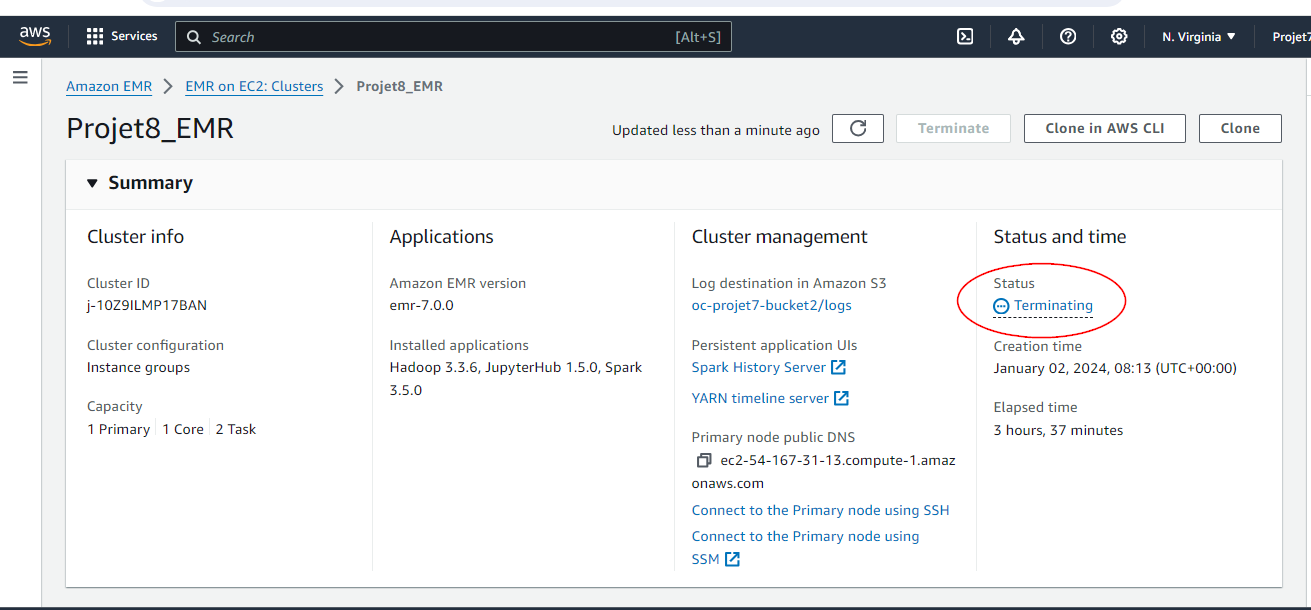 aws
Services
Search
[Alt+S]
N. Virginia
Projet7
Amazon EMR
EMR on EC2: Clusters
Projet8_EMR
Projet8_EMR
Updated less than a minute ago
Terminate
Clone in AWS CLI
Clone
Summary
Cluster info
Cluster ID
j-10Z9ILMP17BAN
Cluster configuration
Instance groups
Capacity
1 Primary
1 Core
2 Task
Applications
Amazon EMR version
emr-7.0.0
Installed applications
Hadoop 3.3.6, JupyterHub 1.5.0, Spark
3.5.0
Cluster management
Log destination in Amazon S3
oc-projet7-bucket2/logs
Persistent application UIs
Spark History Server
YARN timeline server
Primary node public DNS
ec2-54-167-31-13.compute-1.amaz
onaws.com
Connect to the Primary node using SSH
Connect to the Primary node using
SSM
Status and time
Status
Terminating
Creation time
January 02, 2024, 08:13 (UTC+00:00)
Elapsed time
3 hours, 37 minutes